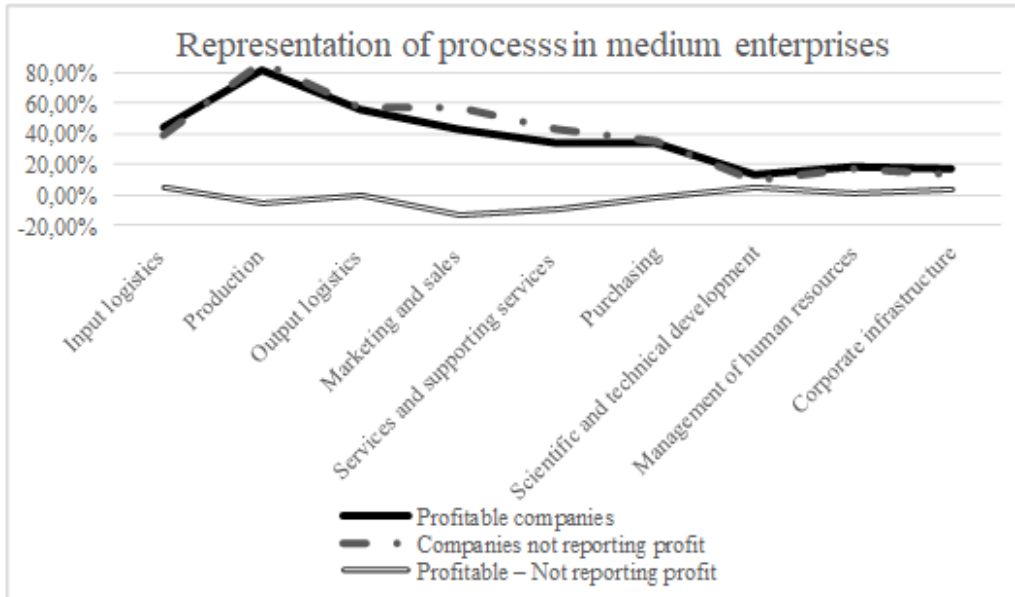 Representation of processs in medium enterprises
80,00%
60,00%
40,00%
20,00%
0,00%
-20,00%
Input logistics
Production
Output logistics
Marketing and sales
Services and supporting services
Purchasing
Scientific and technical development
Management of human resources
Corporate infrastructure
Profitable companies
Companies not reporting profit
Profitable – Not reporting profit